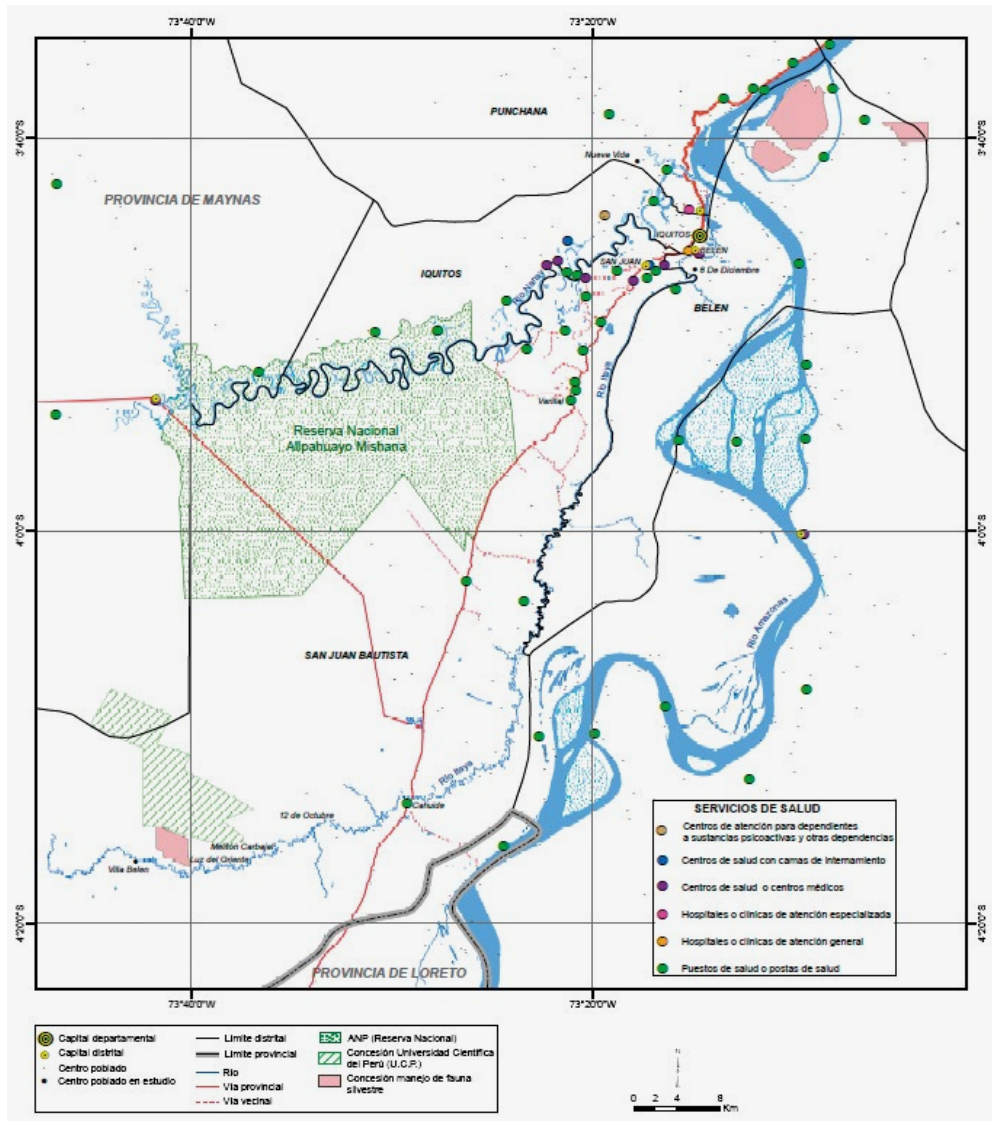 73°40'0"W
73°20'0"W
PUNCHANA
3°40'0"S
3°40'0"S
Nueva Vida
PROVINCIA DE MAYNAS
IQUITOS
BELEN
SAN JUAN
8 De Diciembre
IQUITOS
Río Nanay
BELEN
Río Itaya
Varillal
Reserva Nacional
Allpahuayo Mishana
4°0'0"S
4°0'0"S
Río Amazonas
SAN JUAN BAUTISTA
Río Itaya
Cahuide
12 de Octubre
Melitón Carbajal
Luz del Oriente
Villa Belen
SERVICIOS DE SALUD
Centros de atención para dependientes
a sustancias psicoactivas y otras dependencias
Centros de salud con camas de internamiento
Centros de salud o centros médicos
Hospitales o clinicas de atención especializada
Hospitales o clínicas de atención general
Puestos de salud o postas de salud
4°20'0"S
4°20'0"S
PROVINCIA DE LORETO
73°40'0"W
73°20'0"W
Capital departamental
Capital distrital
Centro poblado
Centro poblado en estudio
Límite distrital
Límite provincial
Río
Vía provincial
Vía vecinal
ANP (Reserva Nacional)
Concesión Universidad Científica
del Perú (U.C.P.)
Concesión manejo de fauna
silvestre
0 2 4 8
Km